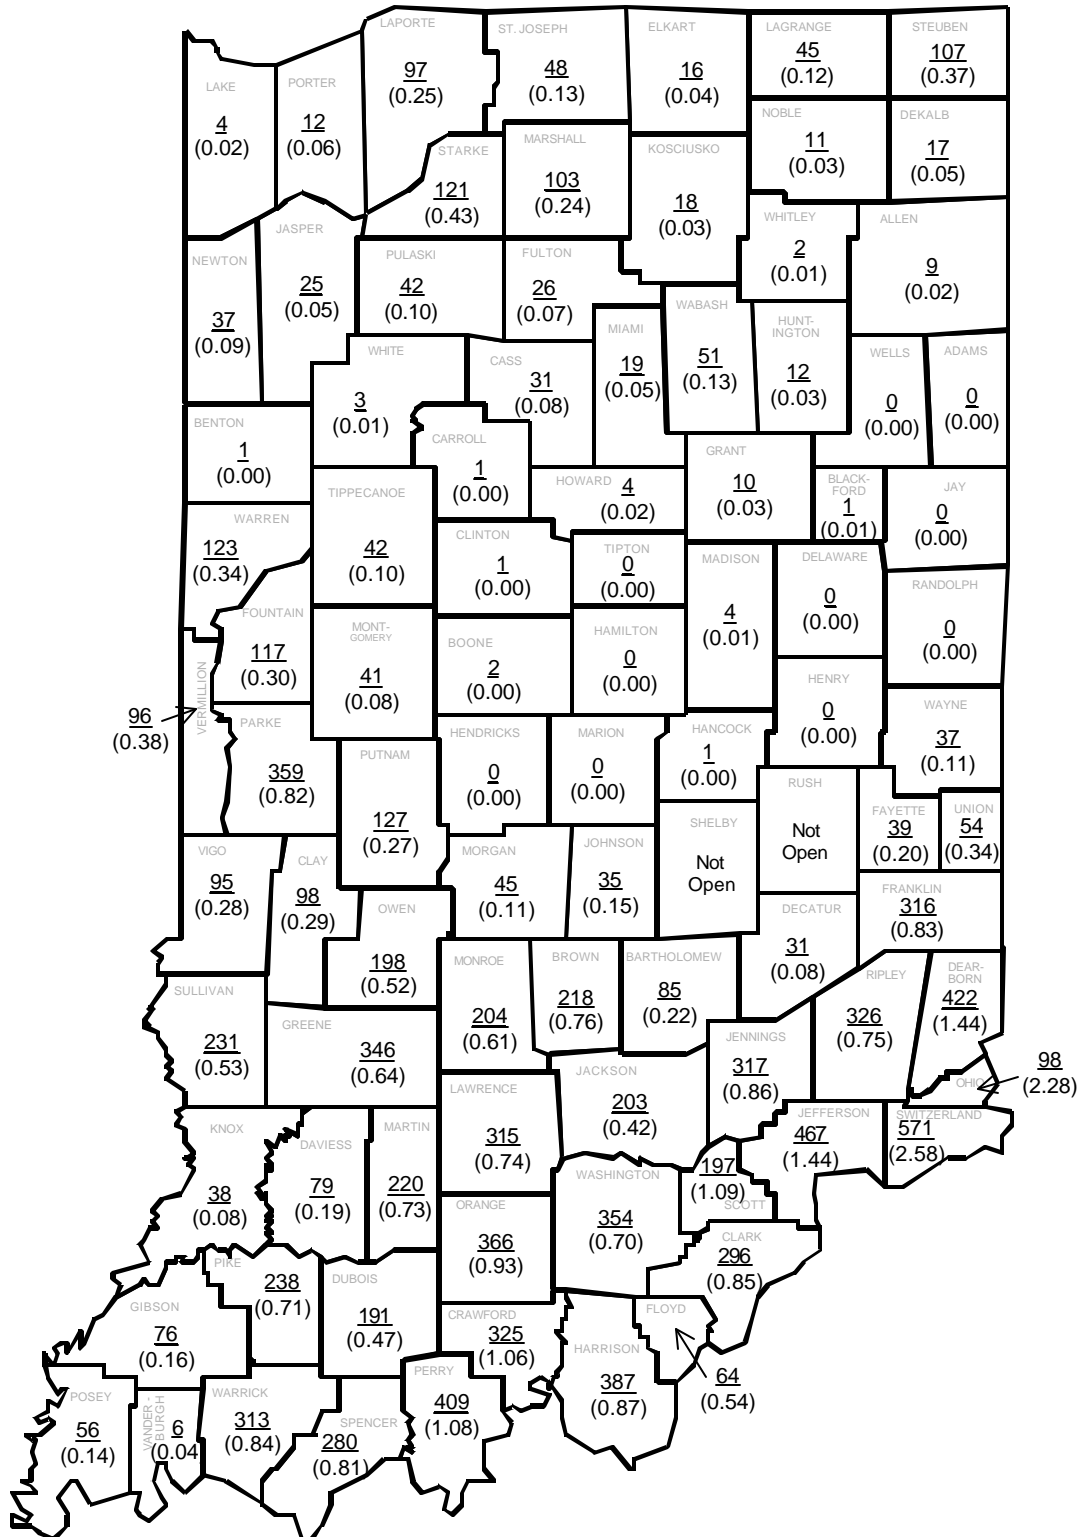 LAPORTE
97
(0.25)
ST. JOSEPH
48
(0.13)
ELKART
16
(0.04)
LAGRANGE
45
(0.12)
STEUBEN
107
(0.37)
LAKE
4
(0.02)
PORTER
12
(0.06)
STARKE
121
(0.43)
MARSHALL
103
(0.24)
KOSCIUSKO
18
(0.03)
NOBLE
11
(0.03)
DEKALB
17
(0.05)
WHITLEY
2
(0.01)
ALLEN
9
(0.02)
NEWTON
37
(0.09)
JASPER
25
(0.05)
PULASKI
42
(0.10)
FULTON
26
(0.07)
MIAMI
19
(0.05)
WABASH
51
(0.13)
HUNT-
INGTON
12
(0.03)
WELLS
0
(0.00)
ADAMS
0
(0.00)
WHITE
3
(0.01)
CASS
31
(0.08)
BENTON
1
(0.00)
CARROLL
1
(0.00)
HOWARD
4
(0.02)
GRANT
10
(0.03)
BLACK-
FORD
1
(0.01)
JAY
0
(0.00)
WARREN
123
(0.34)
TIPPECANOE
42
(0.10)
CLINTON
1
(0.00)
TIPTON
0
(0.00)
MADISON
4
(0.01)
DELAWARE
0
(0.00)
RANDOLPH
0
(0.00)
FOUNTAIN
117
(0.30)
MONT-
GOMERY
41
(0.08)
BOONE
2
(0.00)
HAMILTON
0
(0.00)
HENRY
0
(0.00)
WAYNE
37
(0.11)
VERMILLION
96
(0.38)
PARKE
359
(0.82)
PUTNAM
127
(0.27)
HENDRICKS
0
(0.00)
MARION
0
(0.00)
HANCOCK
1
(0.00)
RUSH
Not
Open
FAYETTE
39
(0.20)
UNION
54
(0.34)
SHELBY
Not
Open
VIGO
95
(0.28)
CLAY
98
(0.29)
OWEN
198
(0.52)
MORGAN
45
(0.11)
JOHNSON
35
(0.15)
FRANKLIN
316
(0.83)
DECATUR
31
(0.08)
SULLIVAN
231
(0.53)
GREENE
346
(0.64)
MONROE
204
(0.61)
BROWN
218
(0.76)
BARTHOLOMEW
85
(0.22)
JENNINGS
317
(0.86)
RIPLEY
326
(0.75)
DEAR-
BORN
422
(1.44)
OHIO
98
(2.28)
LAWRENCE
315
(0.74)
JACKSON
203
(0.42)
JEFFERSON
467
(1.44)
SWITZERLAND
571
(2.58)
KNOX
38
(0.08)
DAVIESS
79
(0.19)
MARTIN
220
(0.73)
ORANGE
366
(0.93)
WASHINGTON
354
(0.70)
197
(1.09)
SCOTT
CLARK
296
(0.85)
PIKE
238
(0.71)
DUBOIS
191
(0.47)
GIBSON
76
(0.16)
CRAWFORD
325
(1.06)
FLOYD
64
(0.54)
HARRISON
387
(0.87)
POSEY
56
(0.14)
VANDER-
BURGH
6
(0.04
WARRICK
313
(0.84)
SPENCER
280
(0.81)
PERRY
409
(1.08)